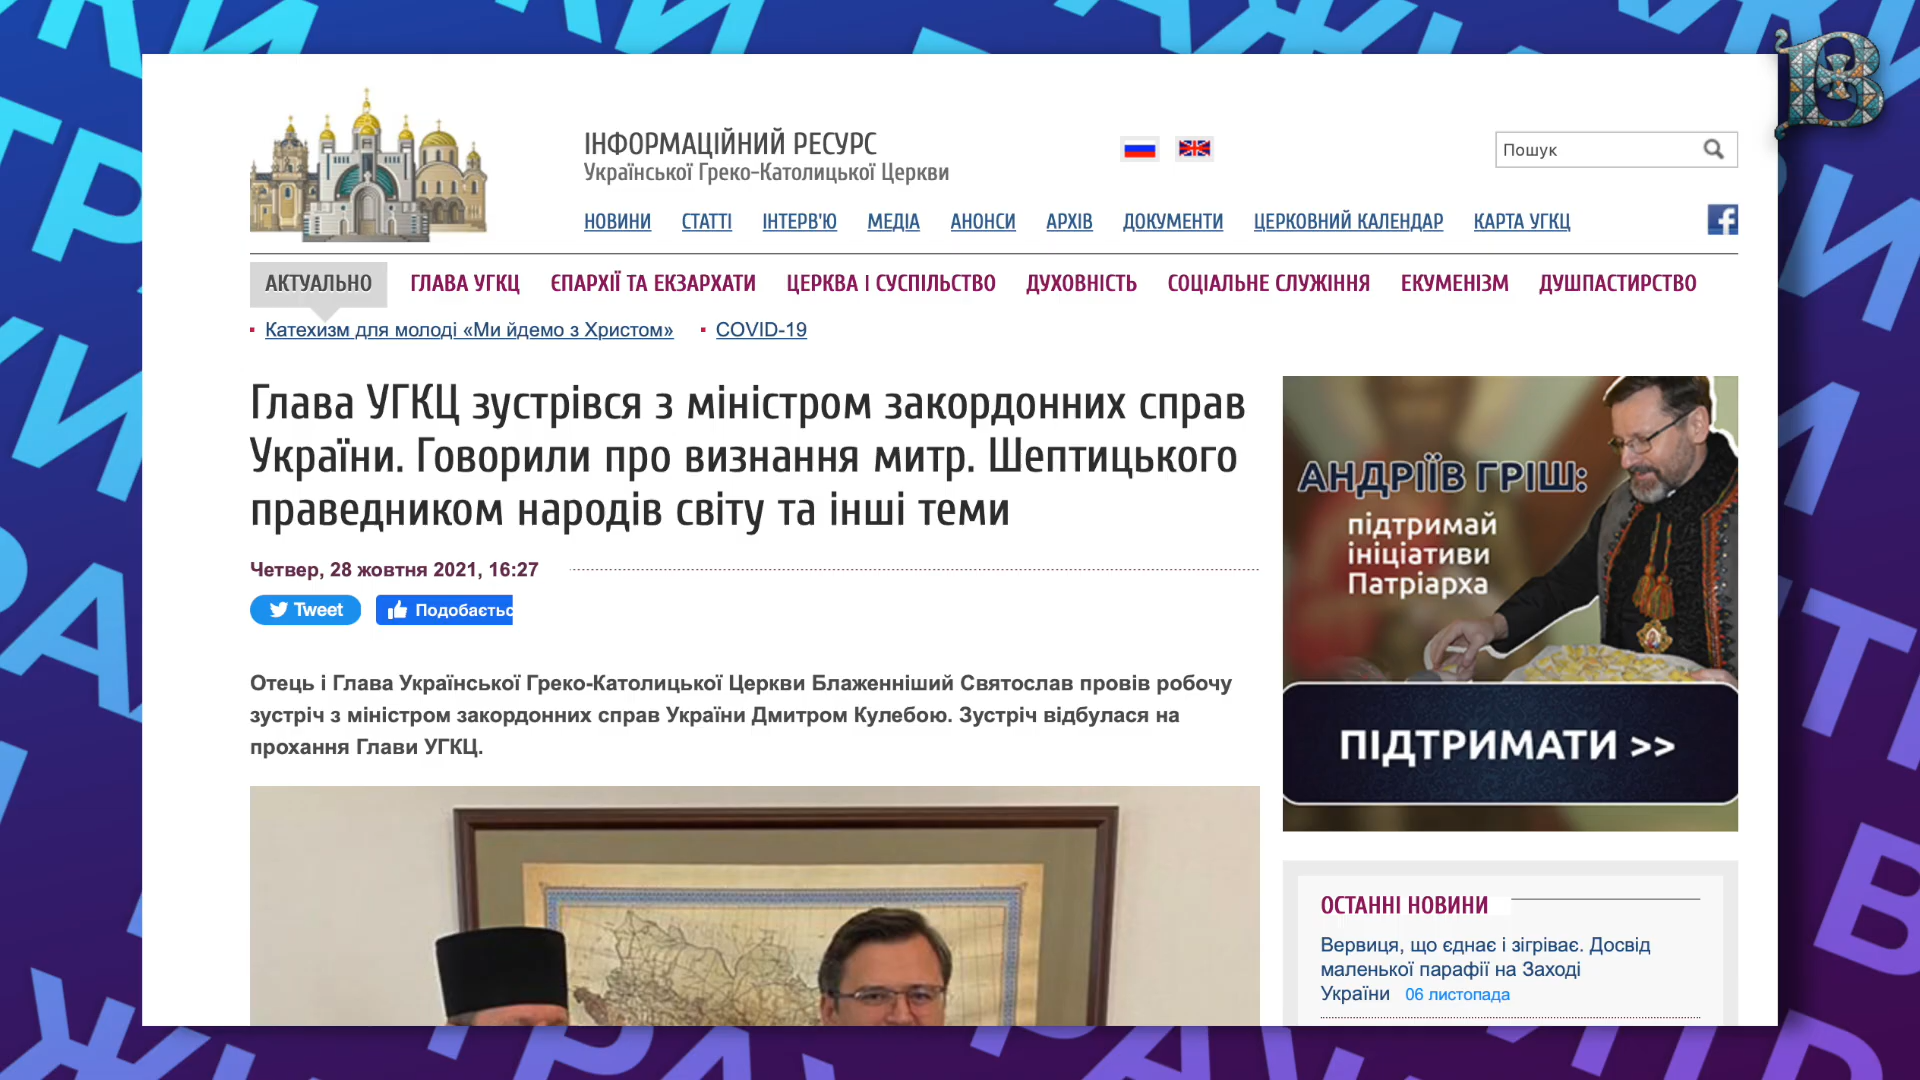 ІНФОРМАЦІЙНИЙ РЕСУРС
Української Греко-Католицької Церкви
Пошук
НОВИНИ СТАТТІ ІНТЕРВ'Ю МЕДІА АНОНСИ АРХІВ ДОКУМЕНТИ ЦЕРКОВНИЙ КАЛЕНДАР КАРТА УГКЦ
АКТУАЛЬНО ГЛАВА УГКЦ ЄПАРХІЇ ТА ЕКЗАРХАТИ ЦЕРКВА І СУСПІЛЬСТВО ДУХОВНІСТЬ СОЦІАЛЬНЕ СЛУЖІННЯ ЕКУМЕНІЗМ ДУШПАСТИРСТВО
Катехизм для молоді «Ми йдемо з Христом» COVID-19
Глава УГКЦ зустрівся з міністром закордонних справ
України. Говорили про визнання митр. Шептицького
праведником народів світу та інші теми
Четвер, 28 жовтня 2021, 16:27
Tweet Подобаєтьс
Отець і Глава Української Греко-Католицької Церкви Блаженніший Святослав провів робочу
зустріч з міністром закордонних справ України Дмитром Кулебою. Зустріч відбулася на
прохання Глави УГКЦ.
АНДРІЇВ ГРІШ:
підтримай
ініціативи
Патріарха
ПІДТРИМАТИ >>
ОСТАННІ НОВИНИ
Вервиця, що єднає і зігріває. Досвід
маленької парафії на Заході
України 06 листопада